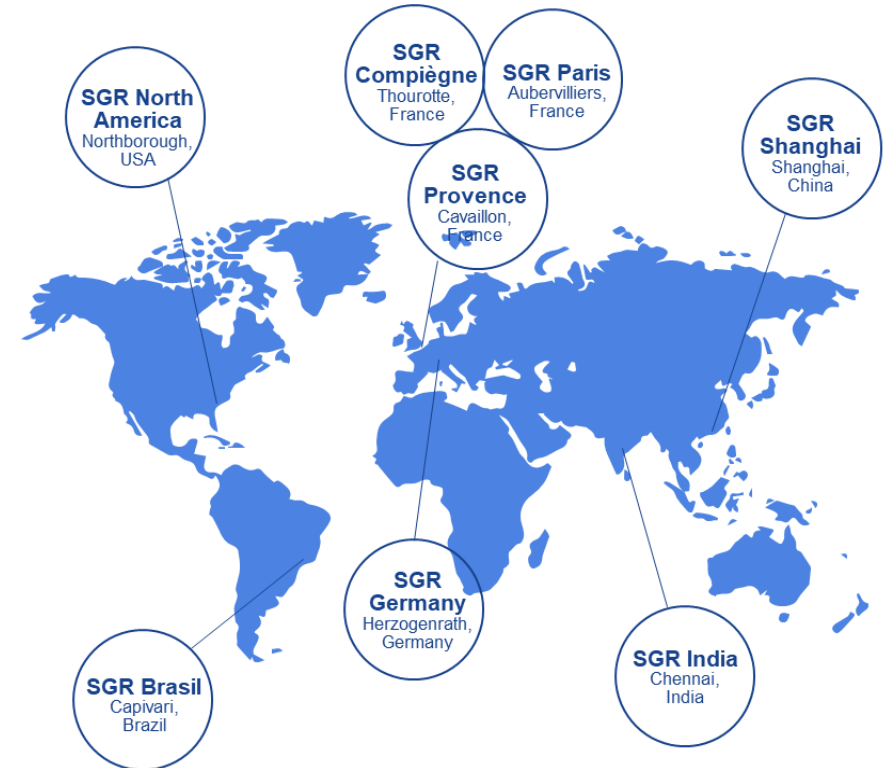 SGR
Compiègne
Thourotte,
France
SGR Paris
Aubervilliers,
France
SGR North
America
Northborough,
USA
SGR
Shanghai
Shanghai,
China
SGR
Provence
Cavaillon,
France
SGR
Germany
Herzogenrath,
Germany
SGR India
Chennai,
India
SGR Brasil
Capivari,
Brazil